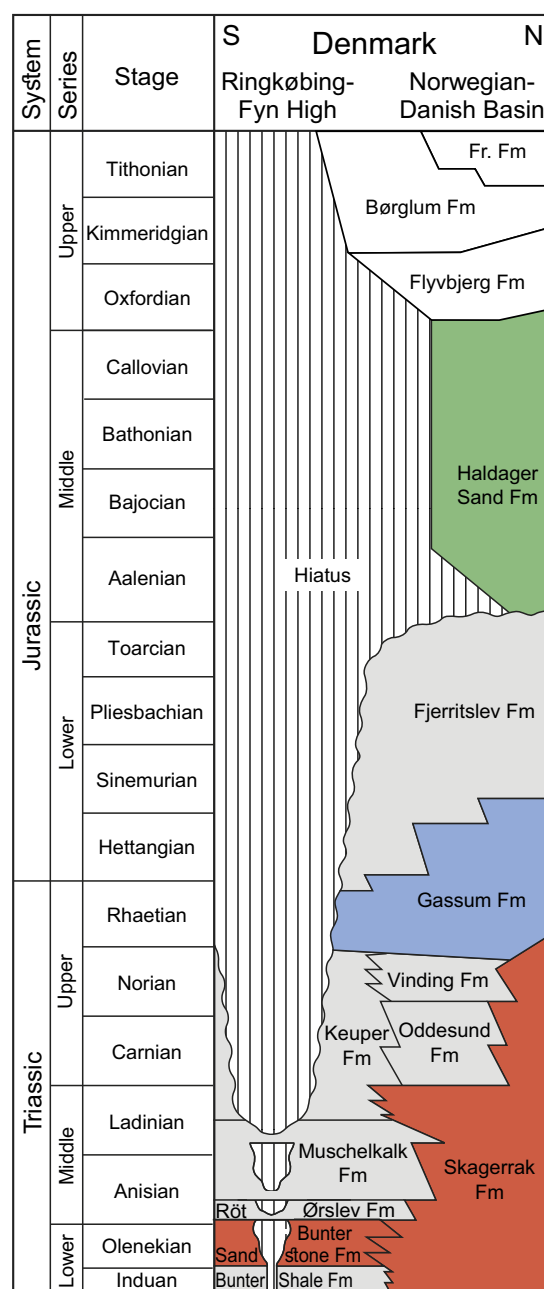 System
Series
Stage
S
Denmark
N
Ringkøbing-
Fyn High
Norwegian-
Danish Basin
Jurassic
Upper
Tithonian
Kimmeridgian
Oxfordian
Middle
Callovian
Bathonian
Bajocian
Aalenian
Lower
Toarcian
Pliesbachian
Sinemurian
Hettangian
Triassic
Upper
Rhaetian
Norian
Carnian
Middle
Ladinian
Anisian
Lower
Olenekian
Induan
Fr. Fm
Børglum Fm
Flyvbjerg Fm
Haldager
Sand Fm
Hiatus
Fjerritslev Fm
Gassum Fm
Vinding Fm
Keuper
Fm
Oddesund
Fm
Muschelkalk
Fm
Skagerrak
Fm
Röt
Ørslev Fm
Bunter
Sand stone Fm
Bunter Shale Fm